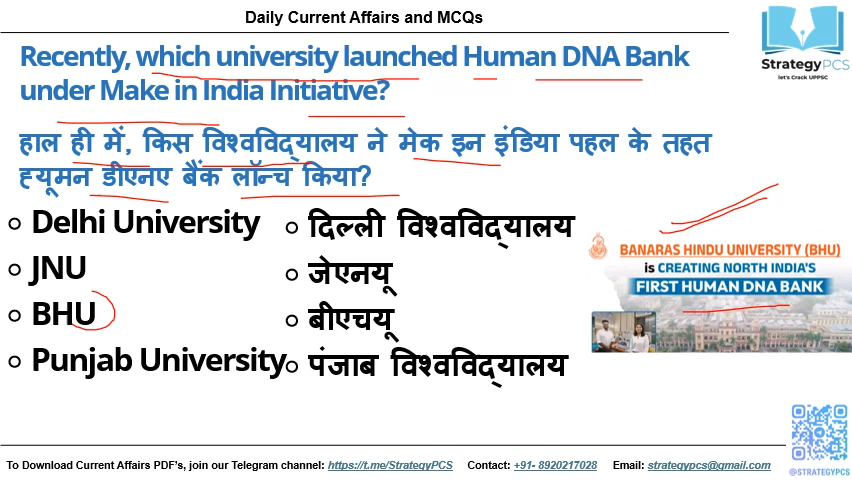 Daily Current Affairs and MCQs
StrategyPCS
let's Crack UPPSC
Recently, which university launched Human DNA Bank
under Make in India Initiative?
हाल ही में, किस विश्वविद्यालय ने मेक इन इंडिया पहल के तहत
ह्यूमन डीएनए बैंक लॉन्च किया?
Delhi University
JNU
BHU
Punjab University
दिल्ली विश्वविद्यालय
जेएनयू
बीएचयू
पंजाब विश्वविद्यालय
BANARAS HINDU UNIVERSITY (BHU)
is CREATING NORTH INDIA'S
FIRST HUMAN DNA BANK
@STRATEGYPCS
To Download Current Affairs PDF's, join our Telegram channel: https://t.me/StrategyPCS Contact: +91- 8920217028 Email: strategypcs@gmail.com